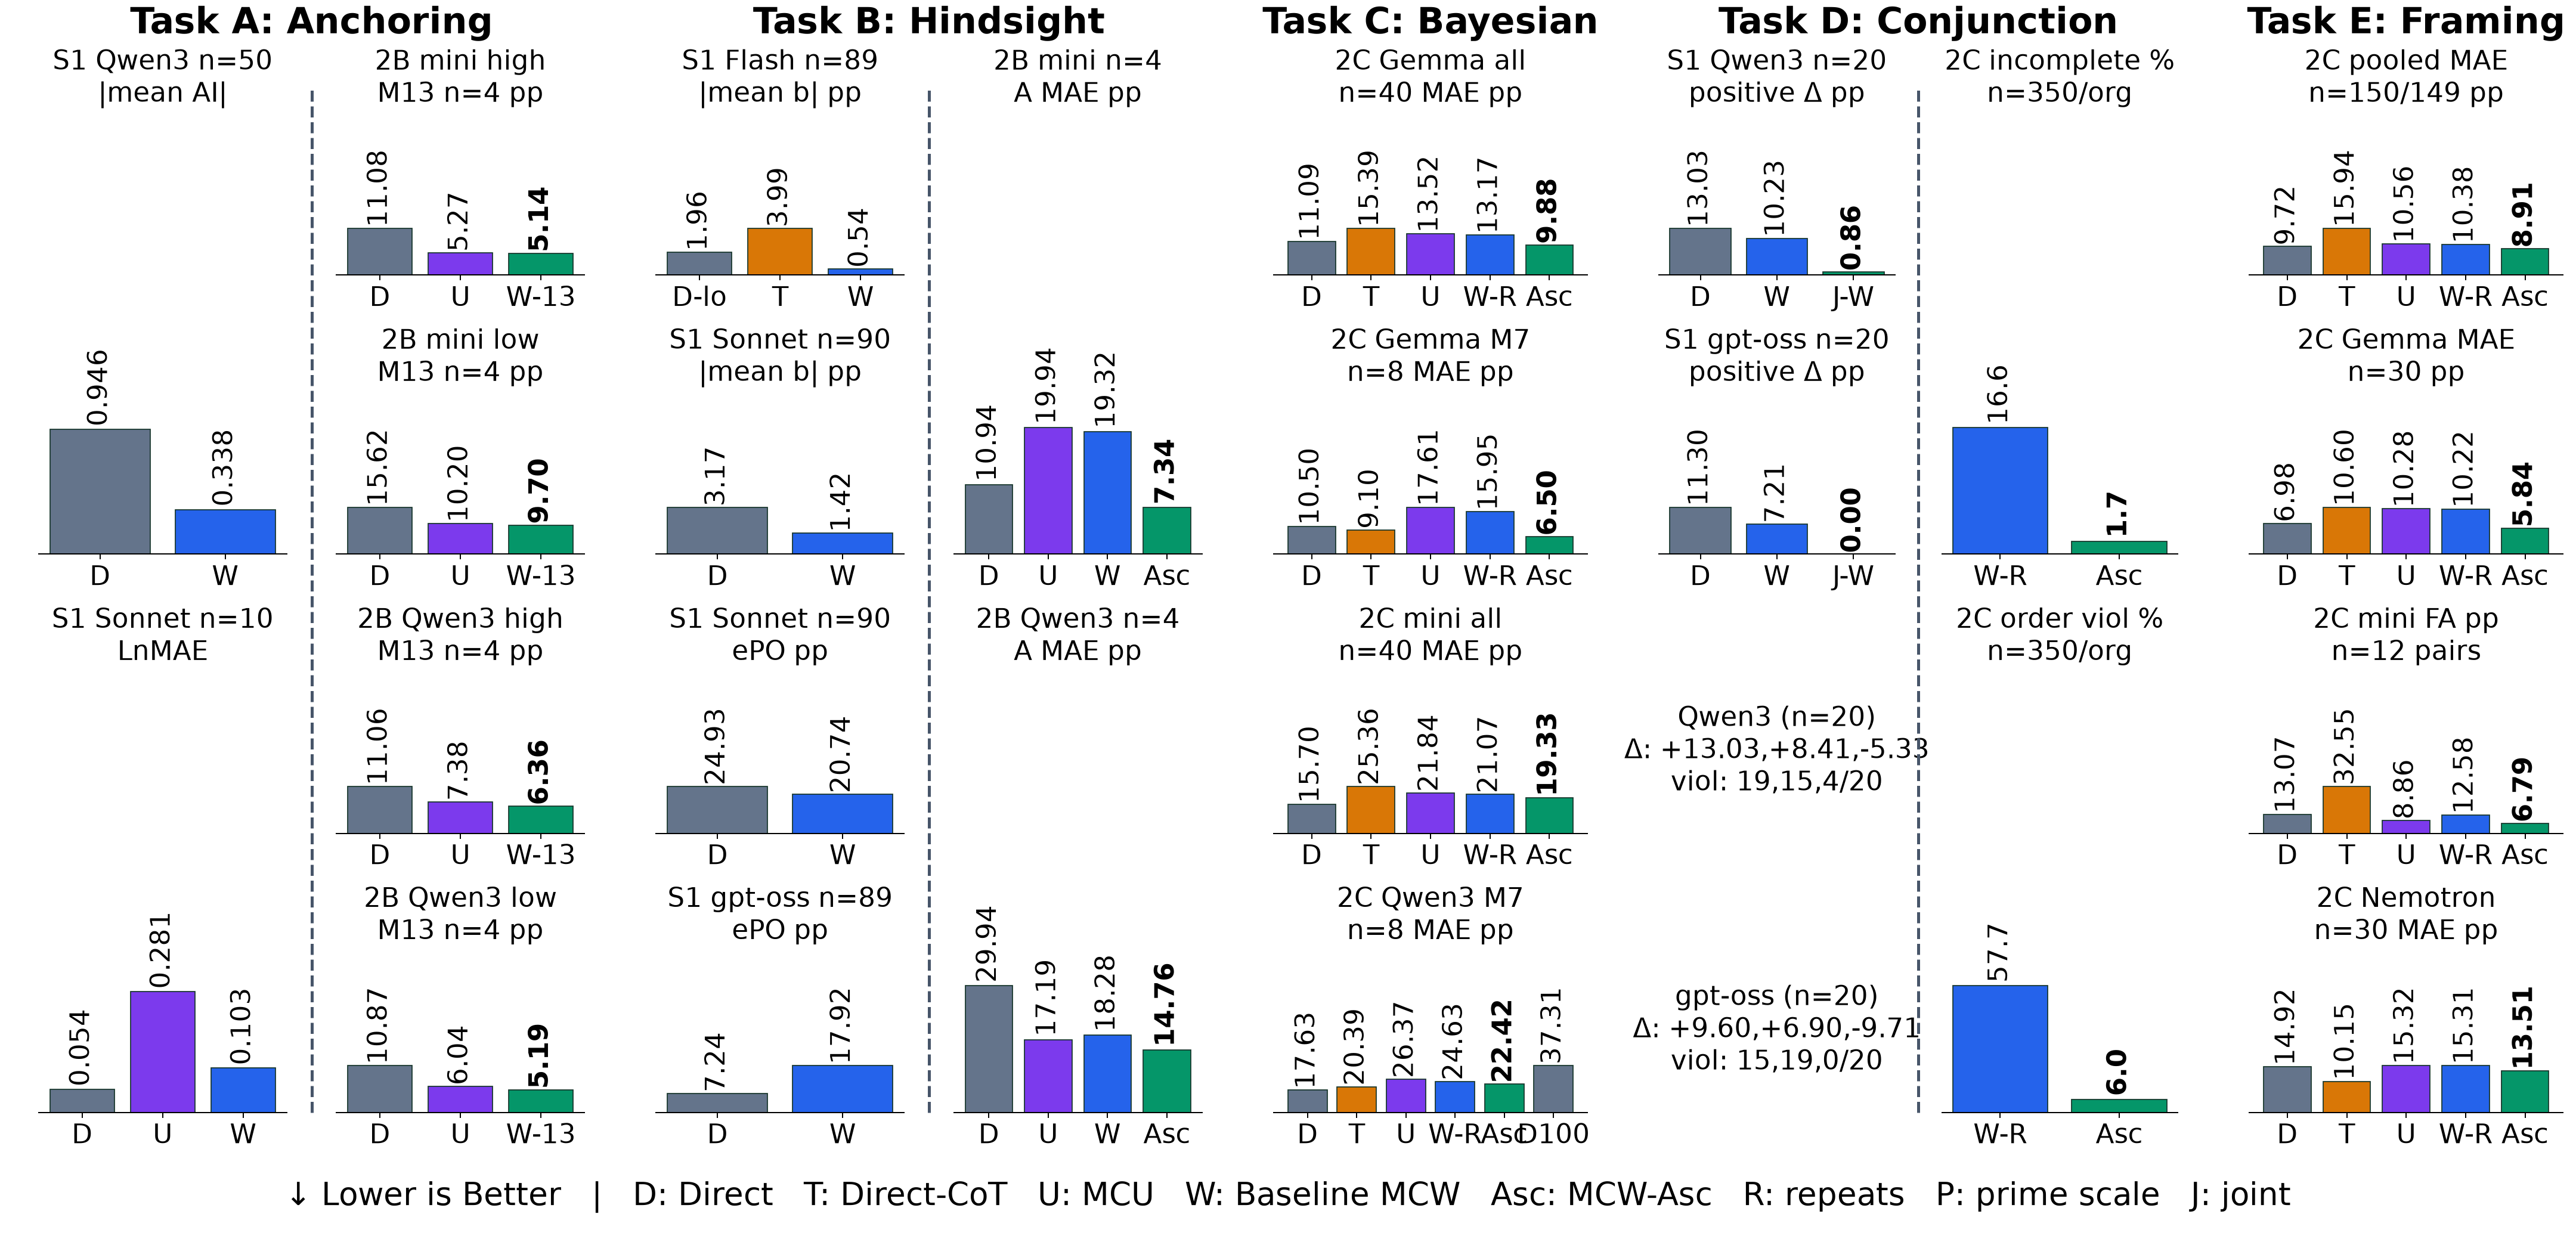 Task A: Anchoring
S1 Qwen3 n=50
|mean AI|
0.946
0.338
D W
S1 Sonnet n=10
LnMAE
0.054
0.281
0.103
D U W
2B mini high
M13 n=4 pp
11.08
5.27
5.14
D U W-13
2B mini low
M13 n=4 pp
15.62
10.20
9.70
D U W-13
2B Qwen3 high
M13 n=4 pp
11.06
7.38
6.36
D U W-13
2B Qwen3 low
M13 n=4 pp
10.87
6.04
5.19
D U W-13
Task B: Hindsight
S1 Flash n=89
|mean b| pp
1.96
3.99
0.54
D-lo T W
S1 Sonnet n=90
|mean b| pp
3.17
1.42
D W
S1 Sonnet n=90
ePO pp
24.93
20.74
D W
S1 gpt-oss n=89
ePO pp
7.24
17.92
D W
2B mini n=4
A MAE pp
10.94
19.94
19.32
7.34
D U W Asc
2B Qwen3 n=4
A MAE pp
29.94
17.19
18.28
14.76
D U W Asc
Task C: Bayesian
2C Gemma all
n=40 MAE pp
11.09
15.39
13.52
13.17
9.88
D T U W-R Asc
2C Gemma M7
n=8 MAE pp
10.50
9.10
17.61
15.95
6.50
D T U W-R Asc
2C mini all
n=40 MAE pp
15.70
25.36
21.84
21.07
19.33
D T U W-R Asc
2C Qwen3 M7
n=8 MAE pp
17.63
20.39
26.37
24.63
22.42
37.31
D T U W-R Asc D100
Task D: Conjunction
S1 Qwen3 n=20
positive Δ pp
13.03
10.23
0.86
D W J-W
S1 gpt-oss n=20
positive Δ pp
11.30
7.21
0.00
D W J-W
Qwen3 (n=20)
Δ: +13.03,+8.41,-5.33
viol: 19,15,4/20
gpt-oss (n=20)
Δ: +9.60,+6.90,-9.71
viol: 15,19,0/20
2C incomplete %
n=350/org
16.6
1.7
W-R Asc
2C order viol %
n=350/org
57.7
6.0
W-R Asc
Task E: Framing
2C pooled MAE
n=150/149 pp
9.72
15.94
10.56
10.38
8.91
D T U W-R Asc
2C Gemma MAE
n=30 pp
6.98
10.60
10.28
10.22
5.84
D T U W-R Asc
2C mini FA pp
n=12 pairs
13.07
32.55
8.86
12.58
6.79
D T U W-R Asc
2C Nemotron
n=30 MAE pp
14.92
10.15
15.32
15.31
13.51
D T U W-R Asc
↓ Lower is Better | D: Direct T: Direct-CoT U: MCU W: Baseline MCW Asc: MCW-Asc R: repeats P: prime scale J: joint